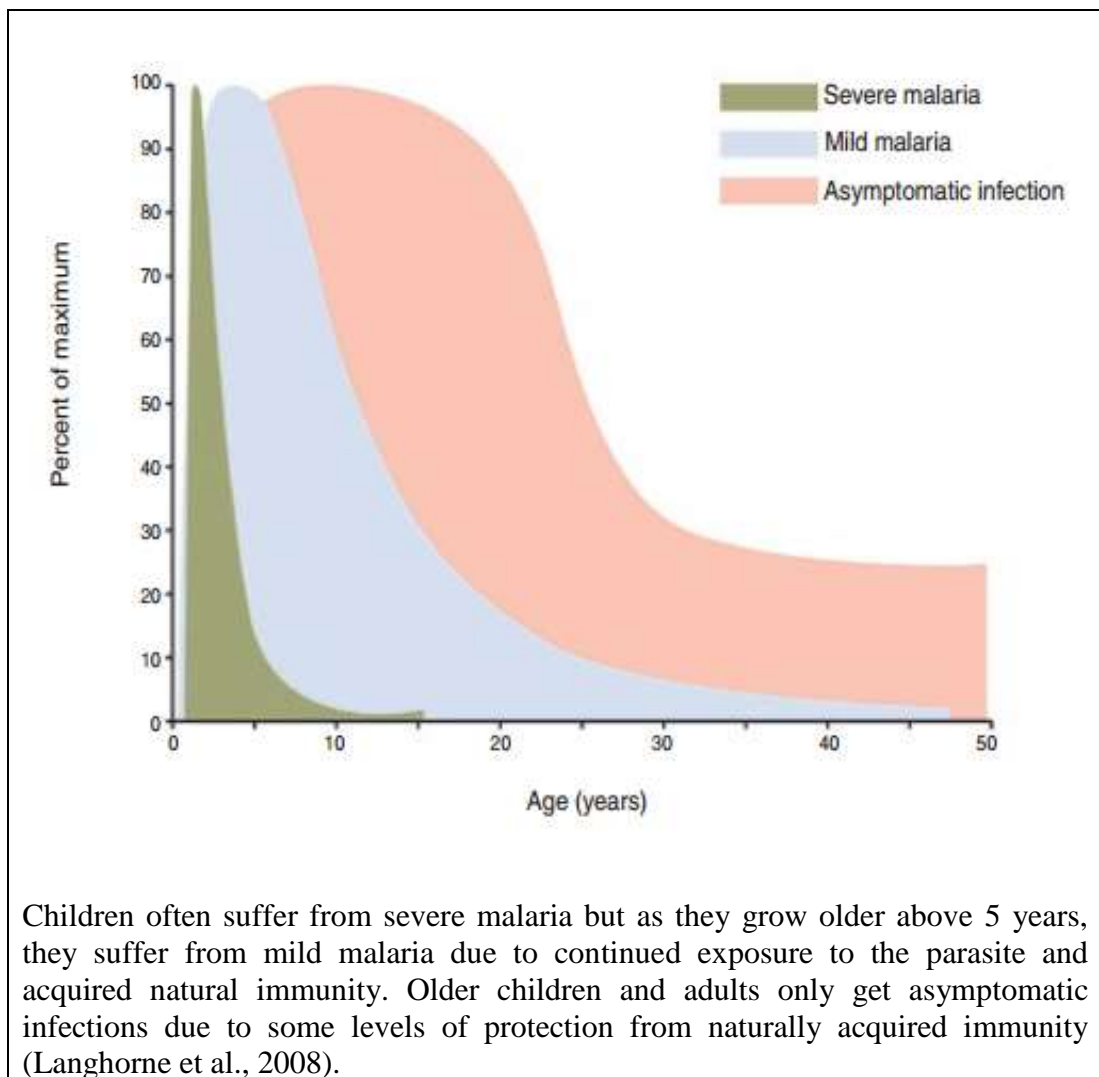 100
90
80
70
60
50
40
30
20
10
0
Percent of maximum
Severe malaria
Mild malaria
Asymptomatic infection
0 10 20 30 40 50
Age (years)
Children often suffer from severe malaria but as they grow older above 5 years,
they suffer from mild malaria due to continued exposure to the parasite and
acquired natural immunity. Older children and adults only get asymptomatic
infections due to some levels of protection from naturally acquired immunity
(Langhorne et al., 2008).